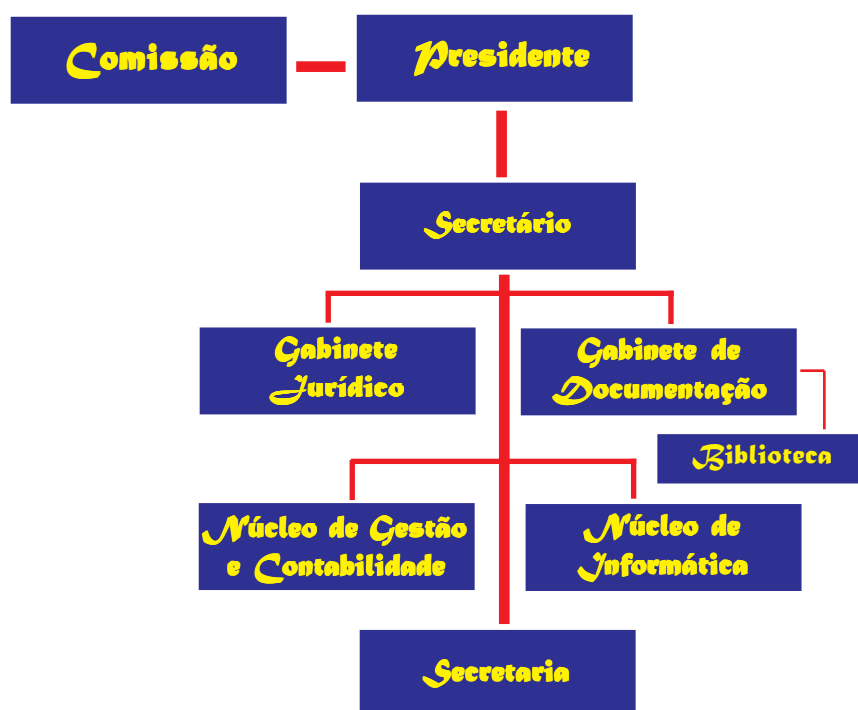 Comissão
Presidente
Secretário
Gabinete
Jurídico
Gabinete de
Documentação
Biblioteca
Núcleo de Gestão
e Contabilidade
Núcleo de
Informática
Secretaria